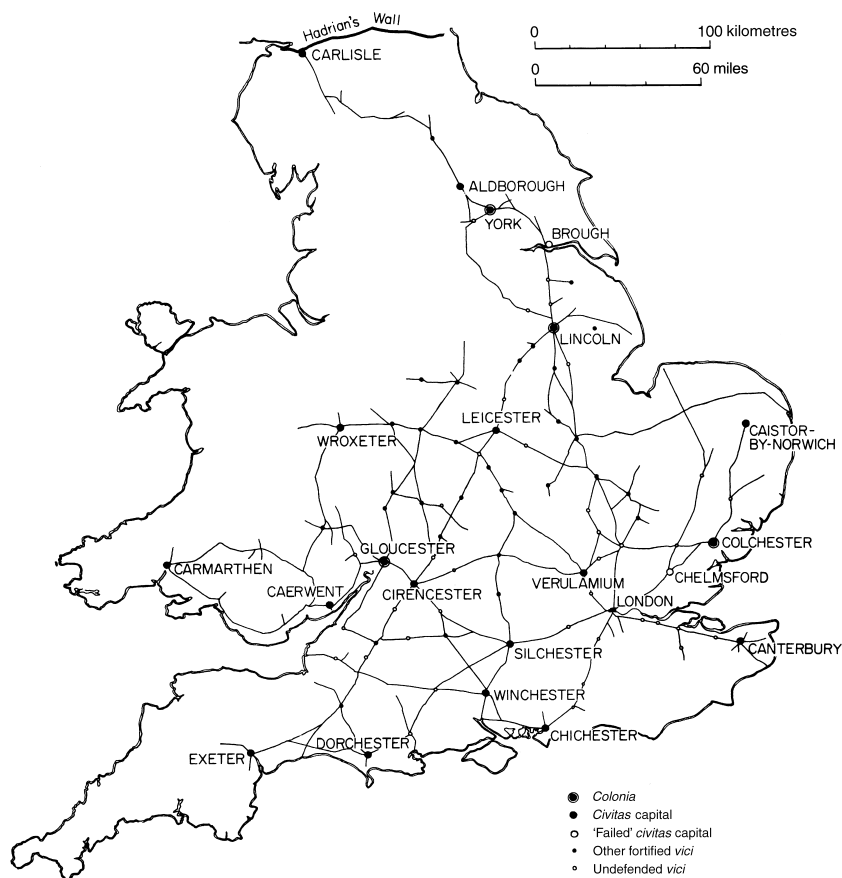 Hadrian's Wall
0 100 kilometres
0 60 miles
CARLISLE
ALDBOROUGH
YORK
BROUGH
LINCOLN
LEICESTER
WROXETER
CAISTOR-
BY-NORWICH
GLOUCESTER
COLCHESTER
CARMARTHEN
CAERWENT
CIRENCESTER
VERULAMIUM
CHELMSFORD
LONDON
SILCHESTER
CANTERBURY
WINCHESTER
CHICHESTER
EXETER
DORCHESTER
Colonia
Civitas capital
'Failed' civitas capital
Other fortified vici
Undefended vici